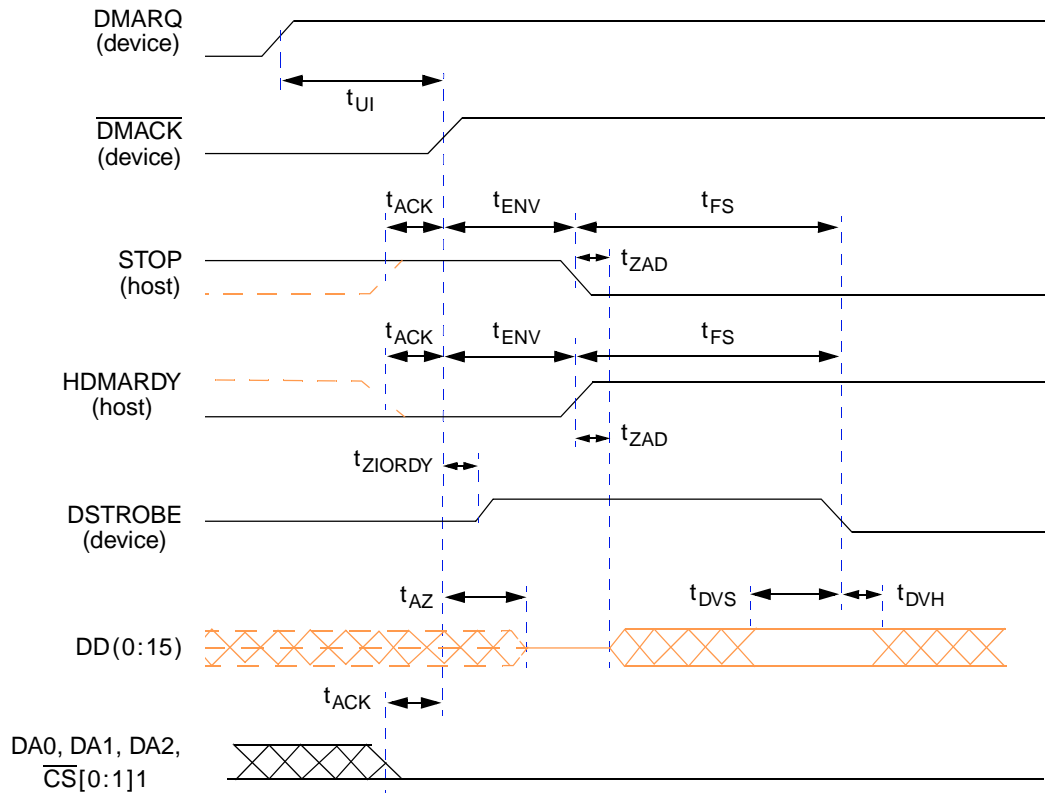 DMARQ
(device)
tUI
DMACK
(device)
tACK tENV tFS
STOP
(host)
tZAD
tACK tENV tFS
HDMARDY
(host)
tZAD
tZIORDY
DSTROBE
(device)
tAZ tDVS tDVH
DD(0:15)
tACK
DA0, DA1, DA2,
CS[0:1]1